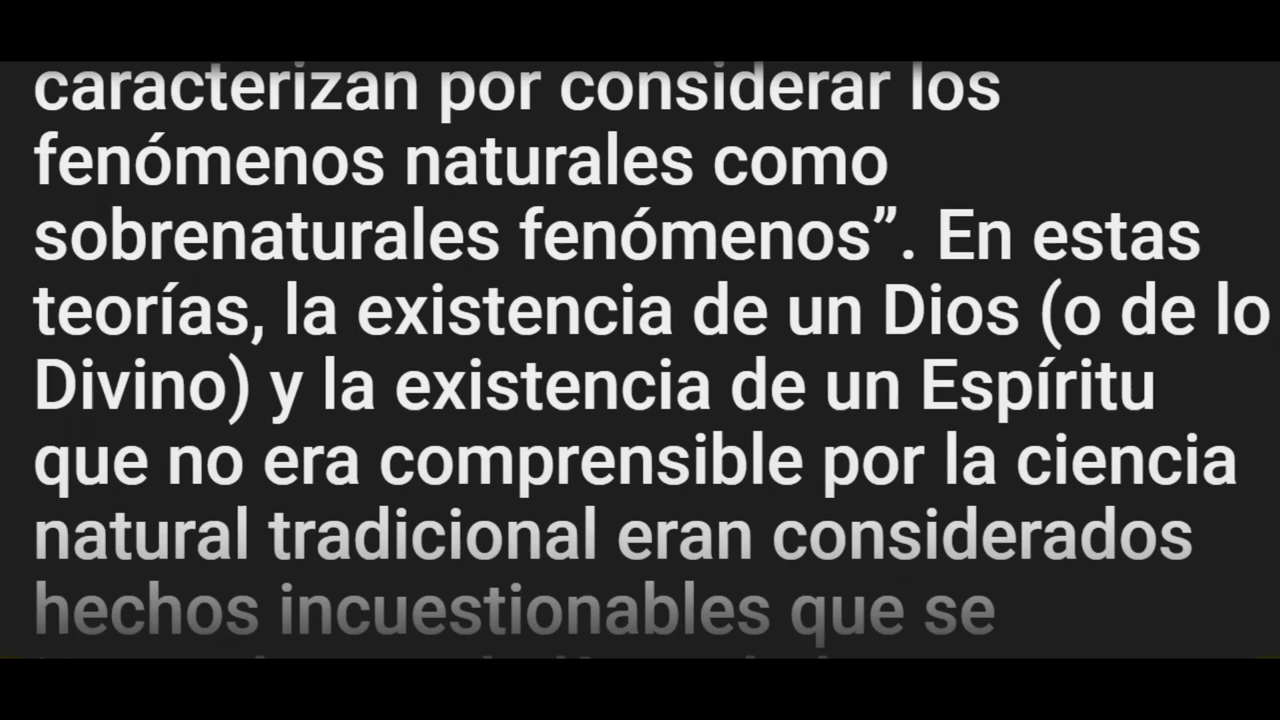 caracterizan por considerar los
fenómenos naturales como
sobrenaturales fenómenos”. En estas
teorías, la existencia de un Dios (o de lo
Divino) y la existencia de un Espíritu
que no era comprensible por la ciencia
natural tradicional eran considerados
hechos incuestionables que se